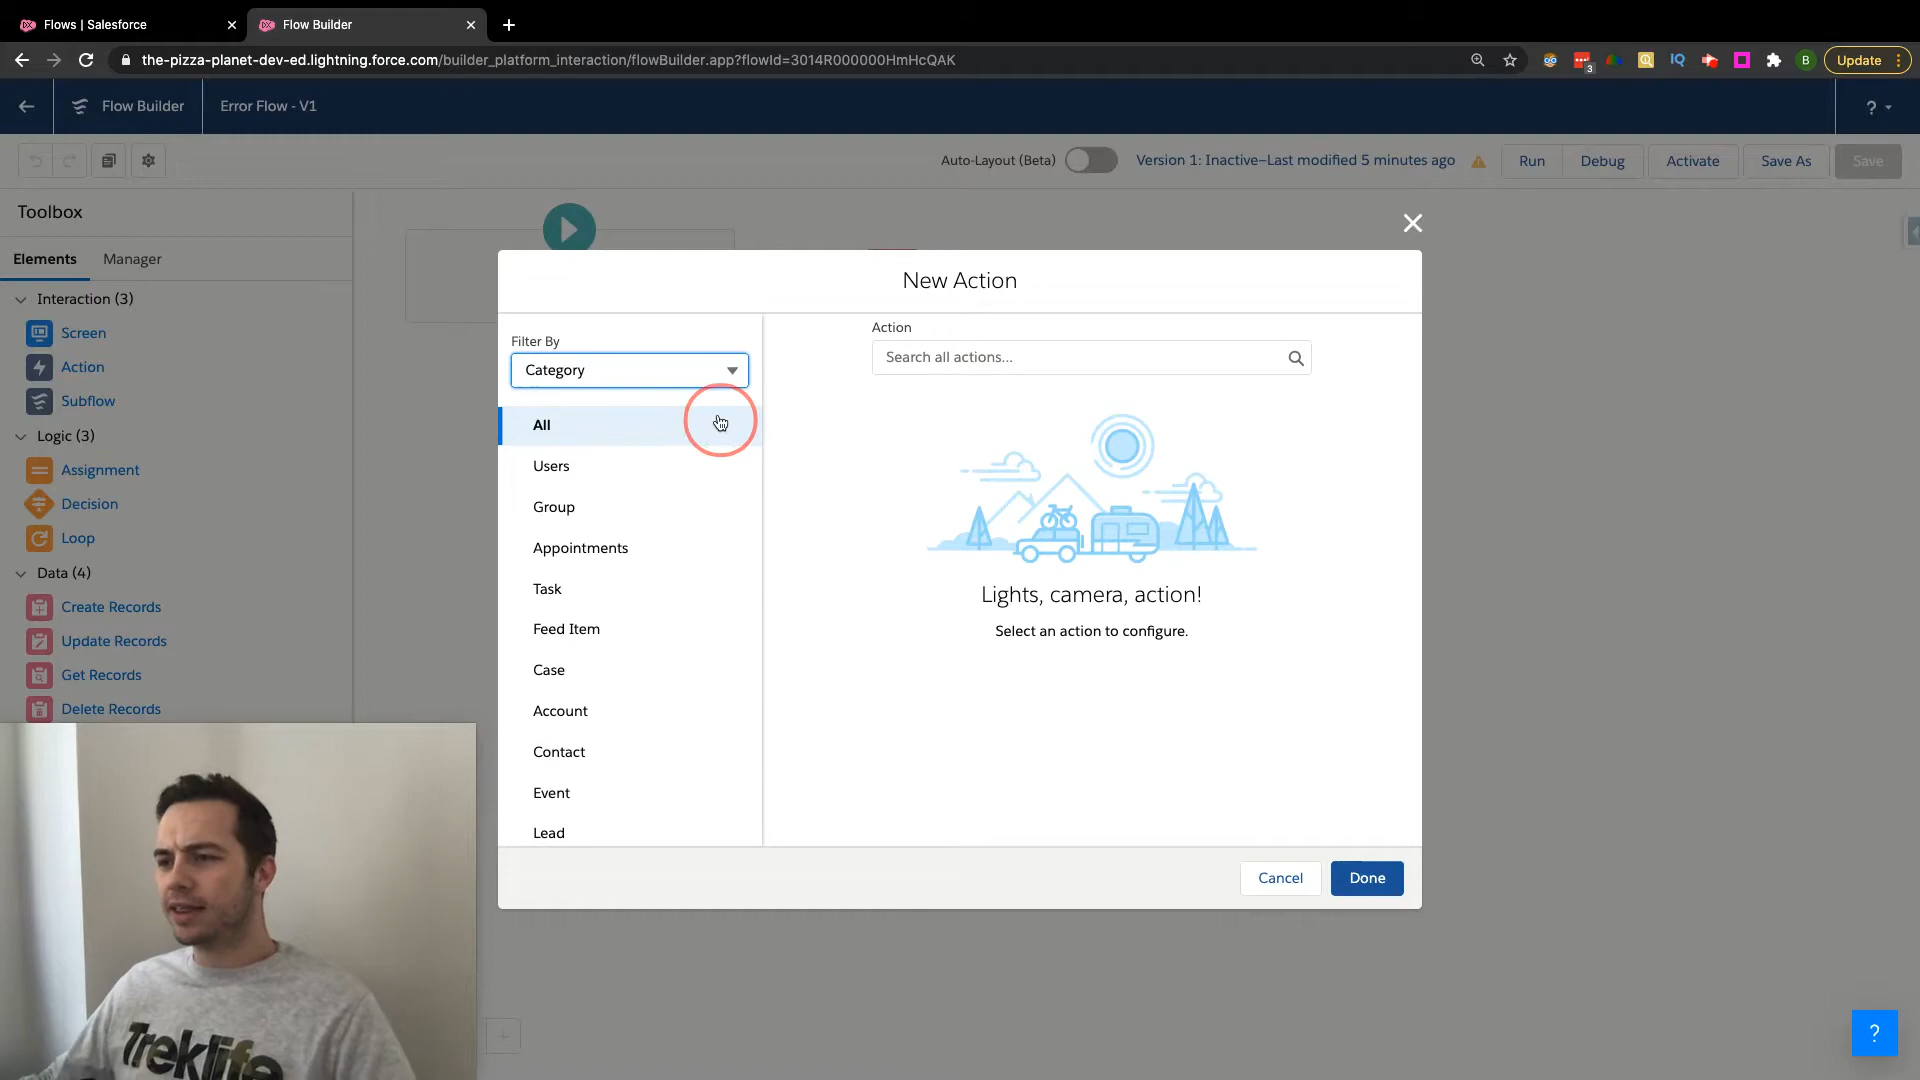 Flows | Salesforce
Flow Builder
the-pizza-planet-dev-ed.lightning.force.com/builder_platform_interaction/flowBuilder.app?flowId=3014R000000HmHcQAK
3
IQ
B
Update
Flow Builder
Error Flow - V1
?
Auto-Layout (Beta)
Version 1: Inactive–Last modified 5 minutes ago
Run
Debug
Activate
Save As
Save
Toolbox
Elements
Manager
Interaction (3)
Screen
Action
Subflow
Logic (3)
Assignment
Decision
Loop
Data (4)
Create Records
Update Records
Get Records
Delete Records
New Action
Filter By
Category
All
Users
Group
Appointments
Task
Feed Item
Case
Account
Contact
Event
Lead
Action
Search all actions...
Lights, camera, action!
Select an action to configure.
Cancel
Done
Treklife
?